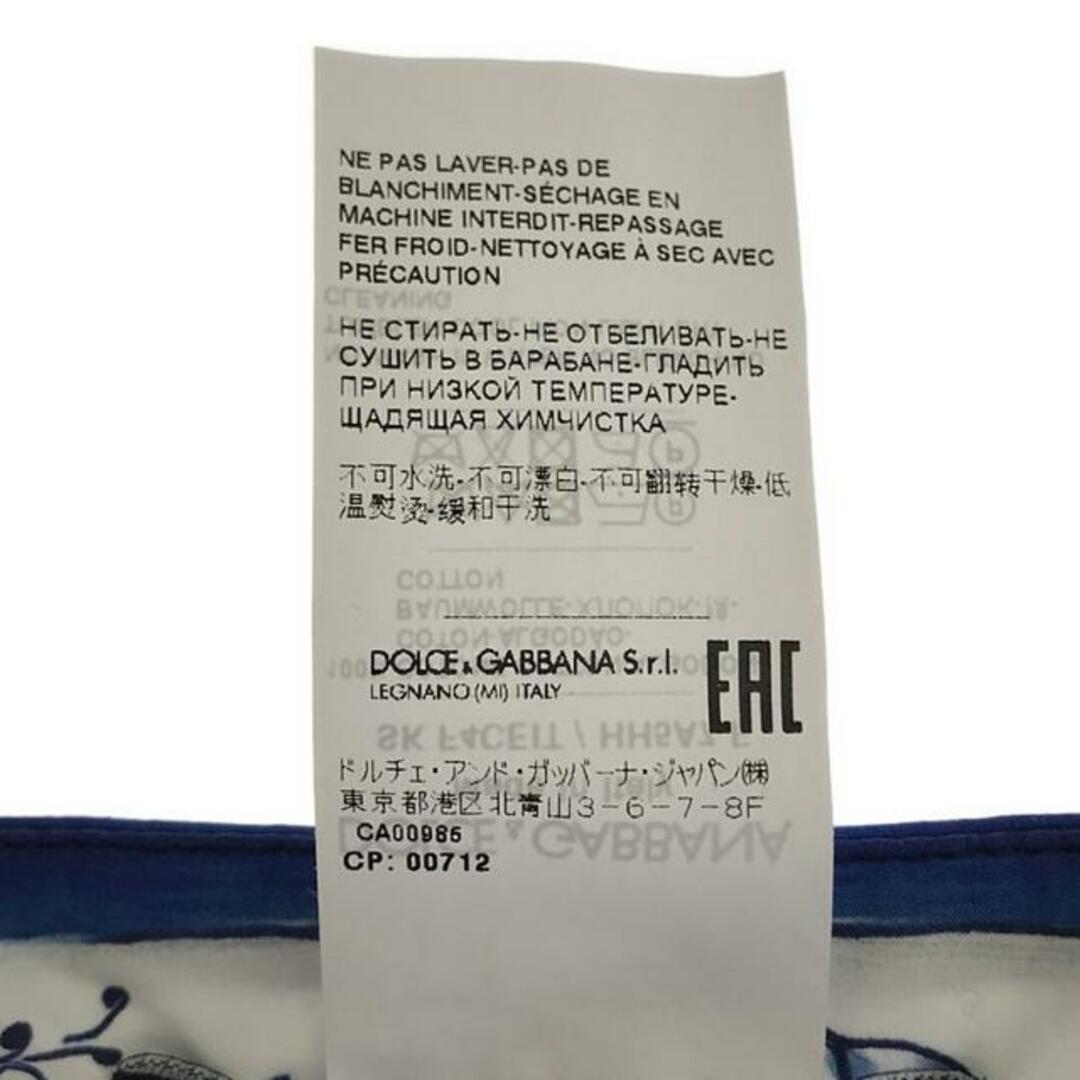 NE PAS LAVER-PAS DE
BLANCHIMENT-SÉCHAGE EN
MACHINE INTERDIT-REPASSAGE
FER FROID-NETTOYAGE À SEC AVEC
PRÉCAUTION
НЕ СТИРАТЬ-НЕ ОТБЕЛИВАТЬ-НЕ
СУШИТЬ В БАРАБАНЕ-ГЛАДИТЬ
ПРИ НИЗКОЙ ТЕМПЕРАТУРЕ-
ЩАДЯЩАЯ ХИМЧИСТКА
不可水洗-不可漂白-不可翻转干燥-低
温熨烫-缓和干洗
DOLCE & GABBANA S.r.l.
LEGNANO (MI) ITALY
EAC
ドルチェ・アンド・ガッバーナ・ジャパン㈱
東京都港区北青山3-6-7-8F
CA00986
CP: 00712